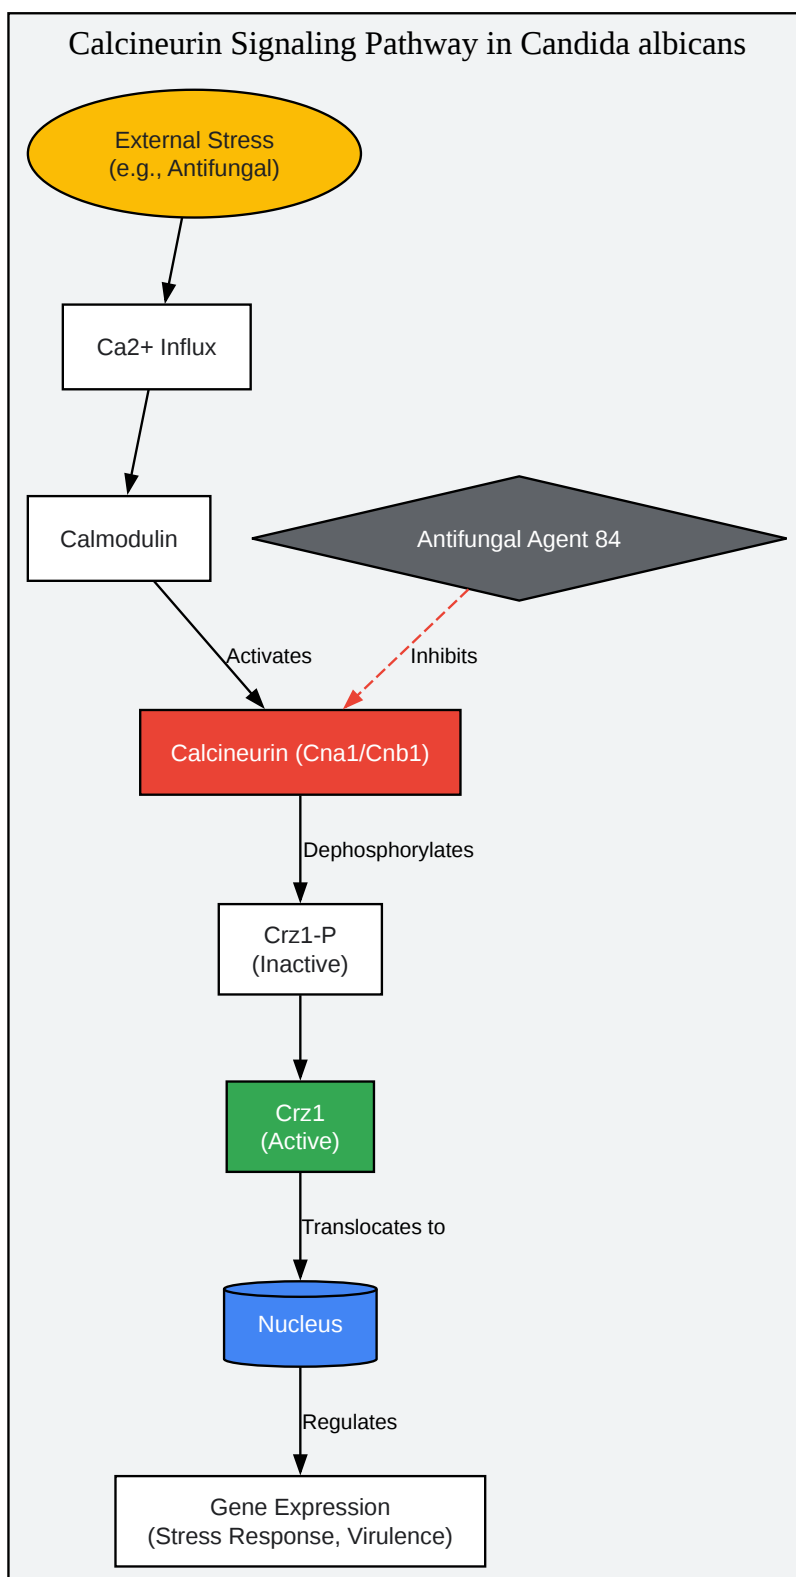 Calcineurin Signaling Pathway in Candida albicans
External Stress
(e.g., Antifungal)
Ca2+ Influx
Calmodulin
Antifungal Agent 84
Activates
Inhibits
Calcineurin (Cna1/Cnb1)
Dephosphorylates
Crz1-P
(Inactive)
Crz1
(Active)
Translocates to
Nucleus
Regulates
Gene Expression
(Stress Response, Virulence)